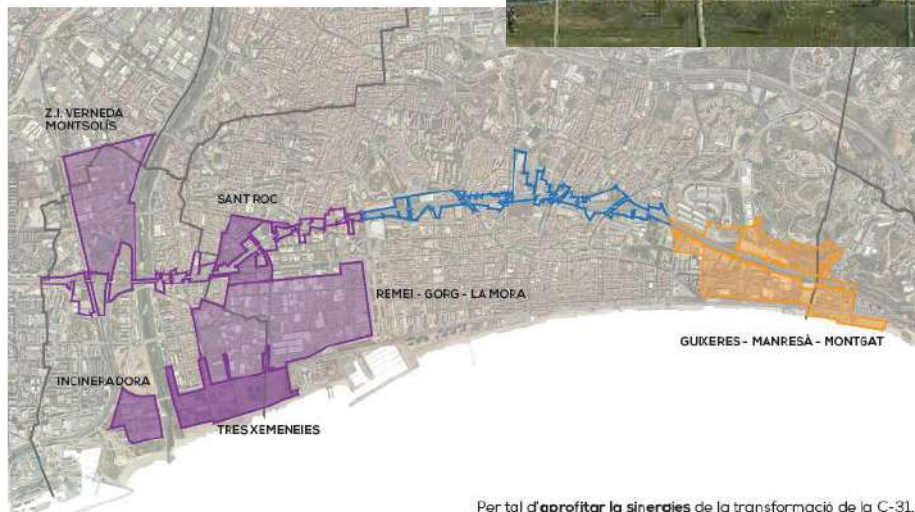 Z.I. VERNEDA
MONTSOLÍS
SANT ROC
REMEI - GORG - LA MORA
GUIXERES - MANRESÀ - MONTGAT
INCINERADORA
TRES XEMENEIES
Per tal d'aprofitar la sinergies de la transformació de la C-31,